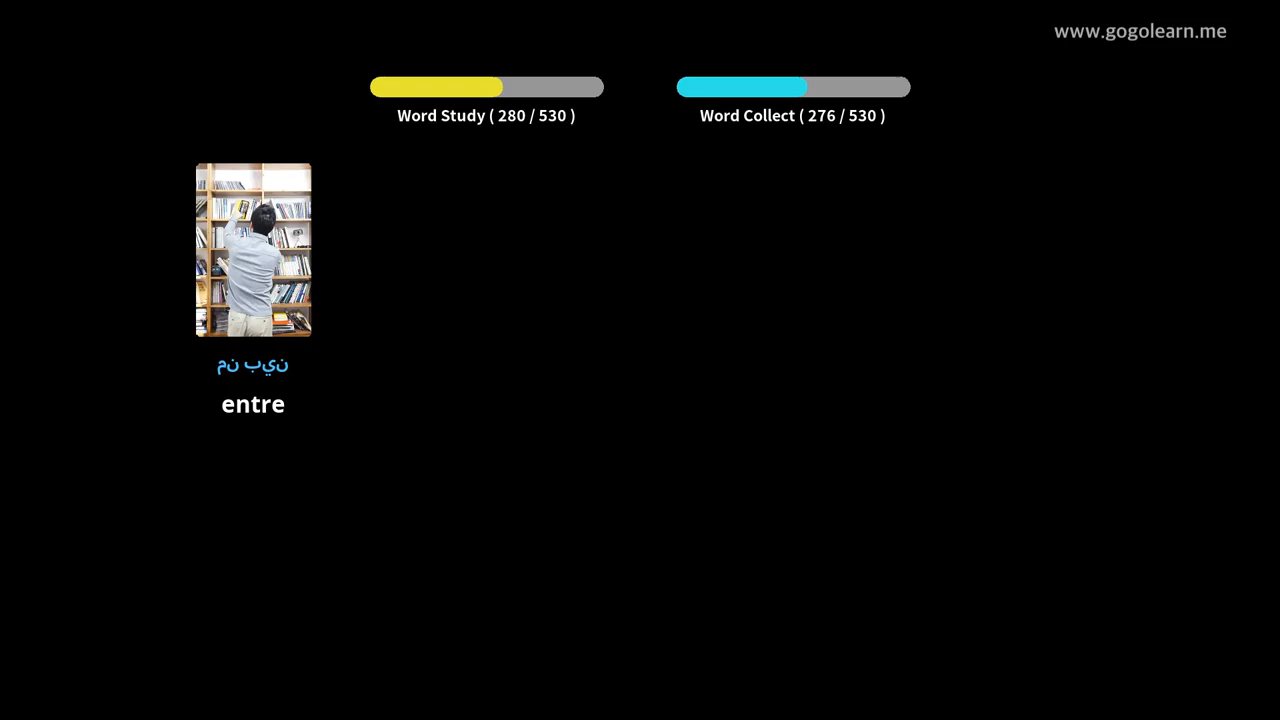 www.gogolearn.me
Word Study ( 280 / 530 )
Word Collect ( 276 / 530 )
من بين
entre